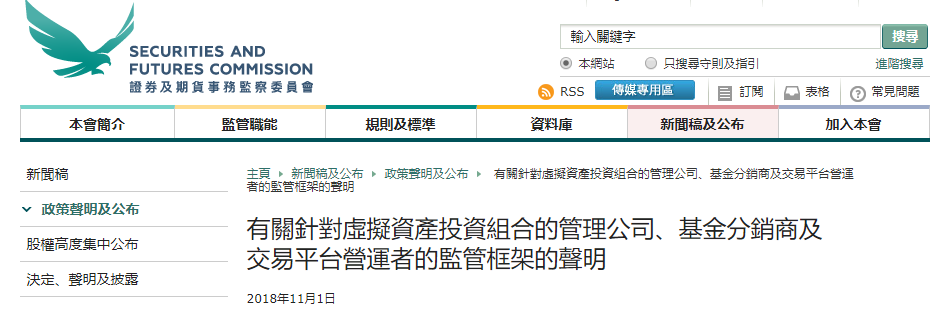 SECURITIES AND
FUTURES COMMISSION
證券及期貨事務監察委員會
輸入關鍵字
搜尋
本網站
只搜尋守則及指引
進階搜尋
RSS
傳媒專用區
訂閱
表格
常見問題
本會簡介
監管職能
規則及標準
資料庫
新聞稿及公布
加入本會
新聞稿
政策聲明及公布
股權高度集中公布
決定、聲明及披露
主頁 新聞稿及公布 政策聲明及公布 有關針對虛擬資產投資組合的管理公司、基金分銷商及交易平台營運
者的監管框架的聲明
有關針對虛擬資產投資組合的管理公司、基金分銷商及
交易平台營運者的監管框架的聲明
2018年11月1日